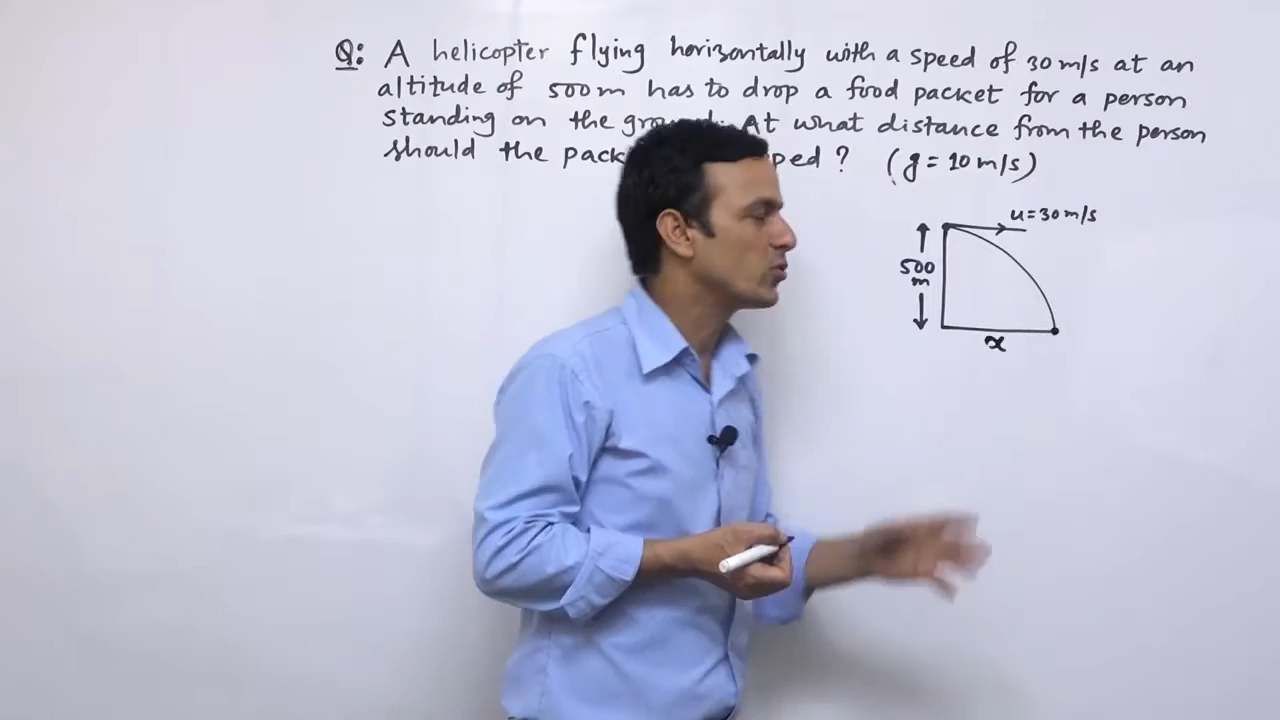 Q: A helicopter flying horizontally with a speed of 30 m/s at an
altitude of 500 m has to drop a food packet for a person
standing on the At what distance from the person
should the ? (g = 10 m/s)
u = 30 m/s
500
m
x